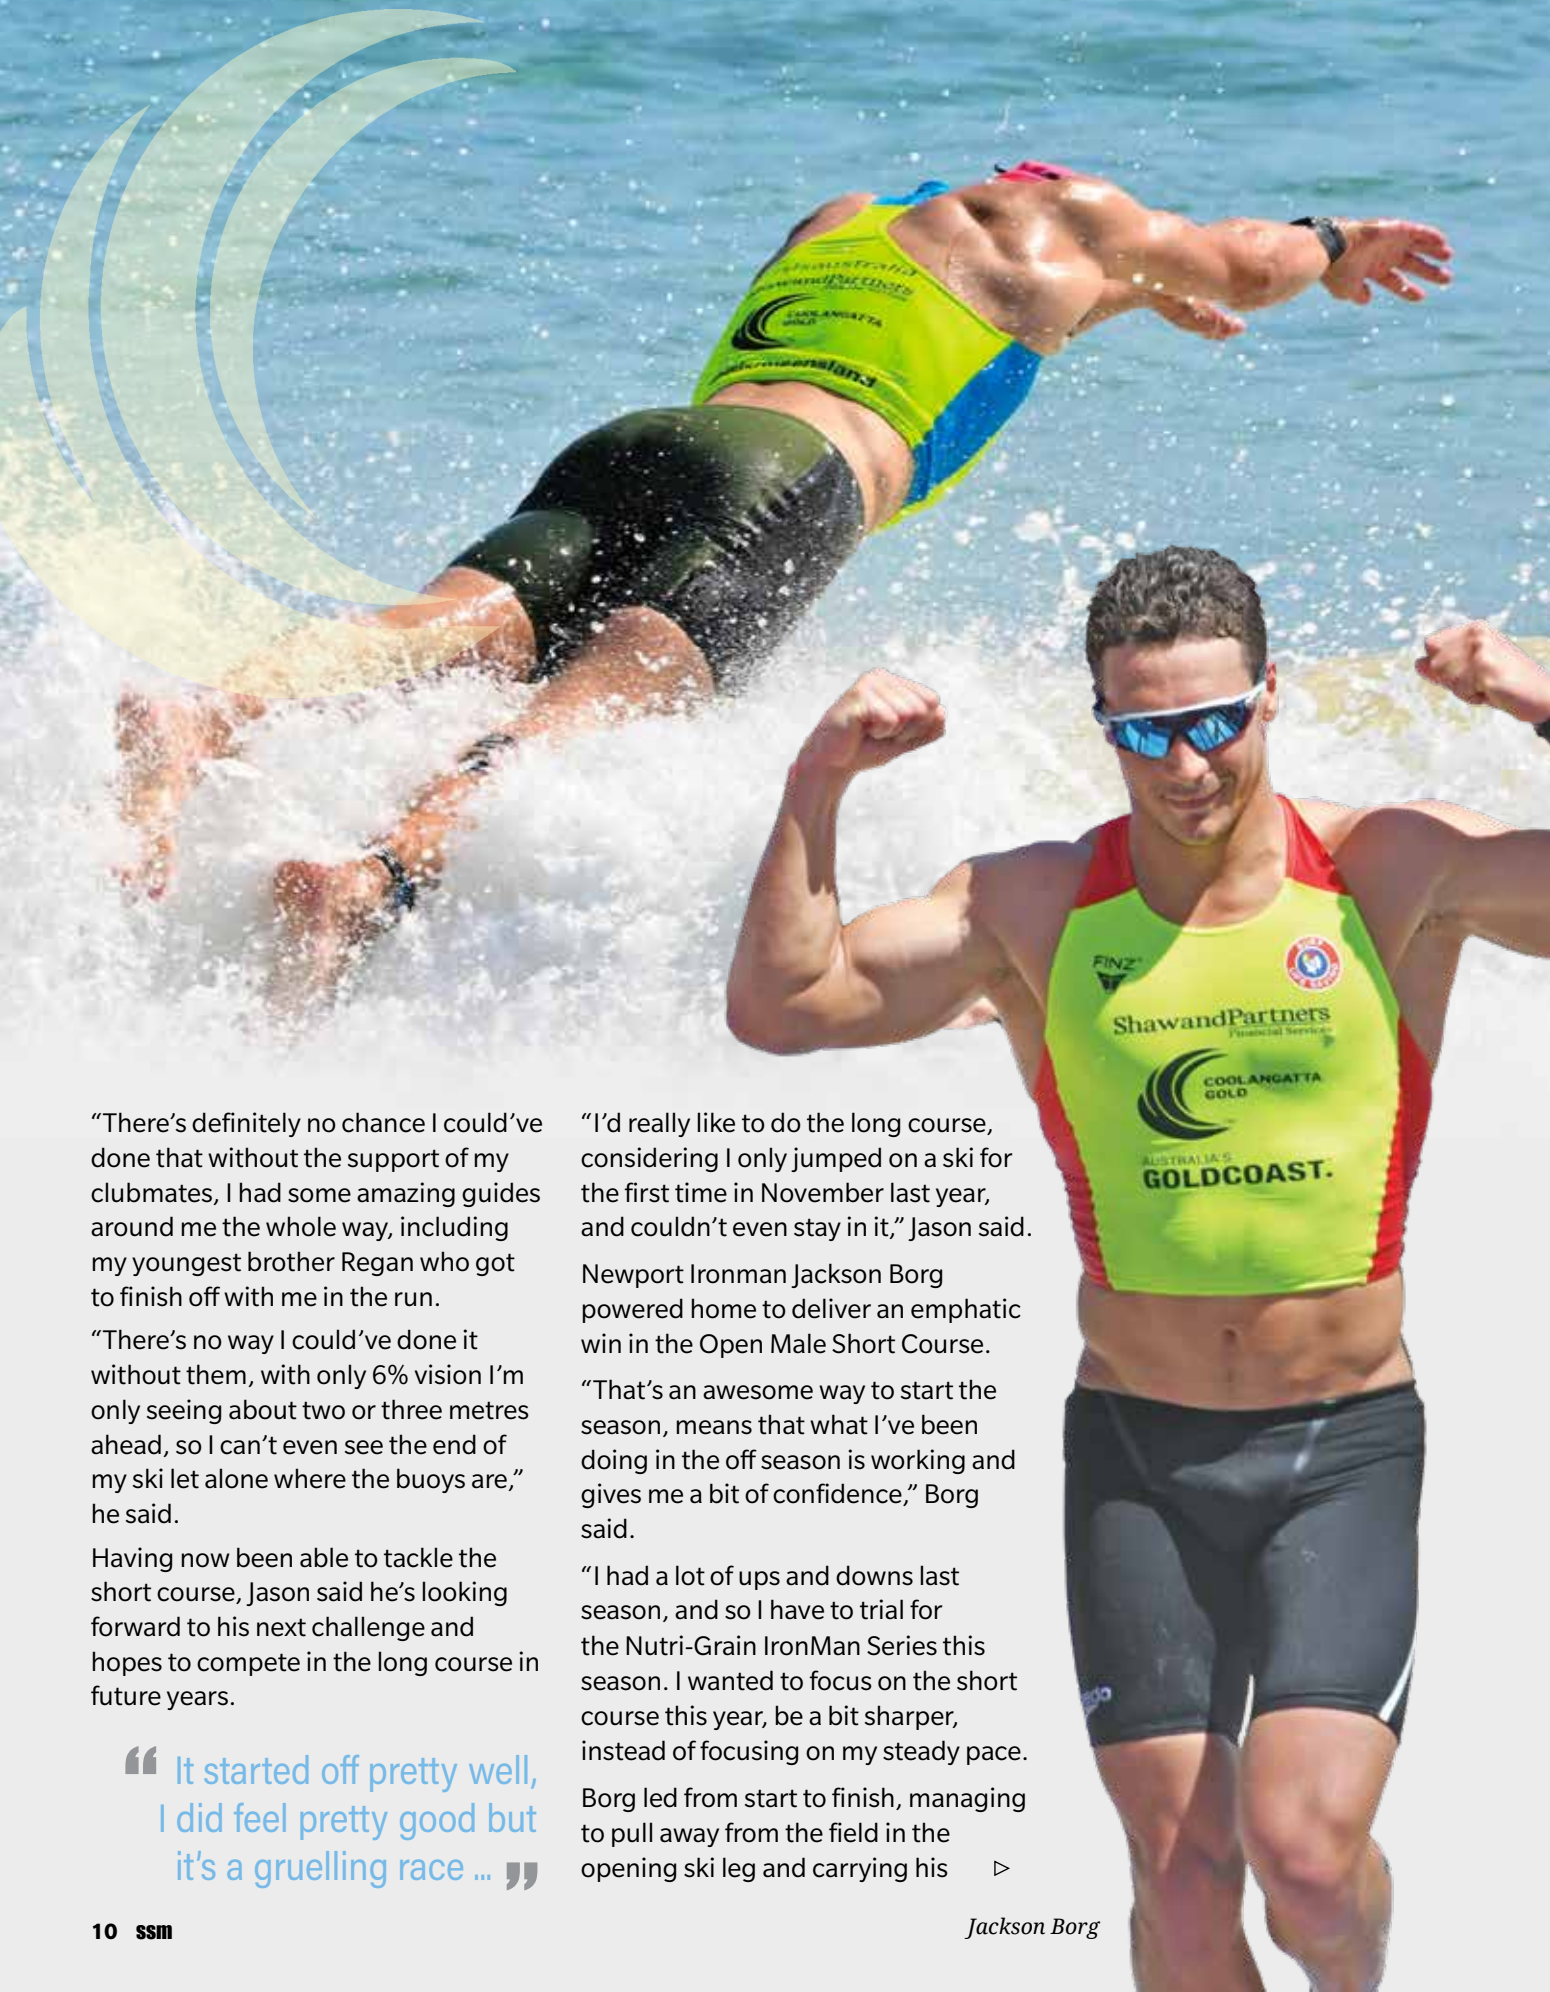 COOLANGATTA
GOLD
FINZ
ShawandPartners
Financial Services
COOLANGATTA
GOLD
AUSTRALIA'S
GOLDCOAST.
“There’s definitely no chance I could’ve
done that without the support of my
clubmates, I had some amazing guides
around me the whole way, including
my youngest brother Regan who got
to finish off with me in the run.
“There’s no way I could’ve done it
without them, with only 6% vision I’m
only seeing about two or three metres
ahead, so I can’t even see the end of
my ski let alone where the buoys are,”
he said.
Having now been able to tackle the
short course, Jason said he’s looking
forward to his next challenge and
hopes to compete in the long course in
future years.
“ It started off pretty well,
I did feel pretty good but
it’s a gruelling race ... ”
“I’d really like to do the long course,
considering I only jumped on a ski for
the first time in November last year,
and couldn’t even stay in it,” Jason said.
Newport Ironman Jackson Borg
powered home to deliver an emphatic
win in the Open Male Short Course.
“That’s an awesome way to start the
season, means that what I’ve been
doing in the off season is working and
gives me a bit of confidence,” Borg
said.
“I had a lot of ups and downs last
season, and so I have to trial for
the Nutri-Grain IronMan Series this
season. I wanted to focus on the short
course this year, be a bit sharper,
instead of focusing on my steady pace.
Borg led from start to finish, managing
to pull away from the field in the
opening ski leg and carrying his ▷
10 ssm
Jackson Borg